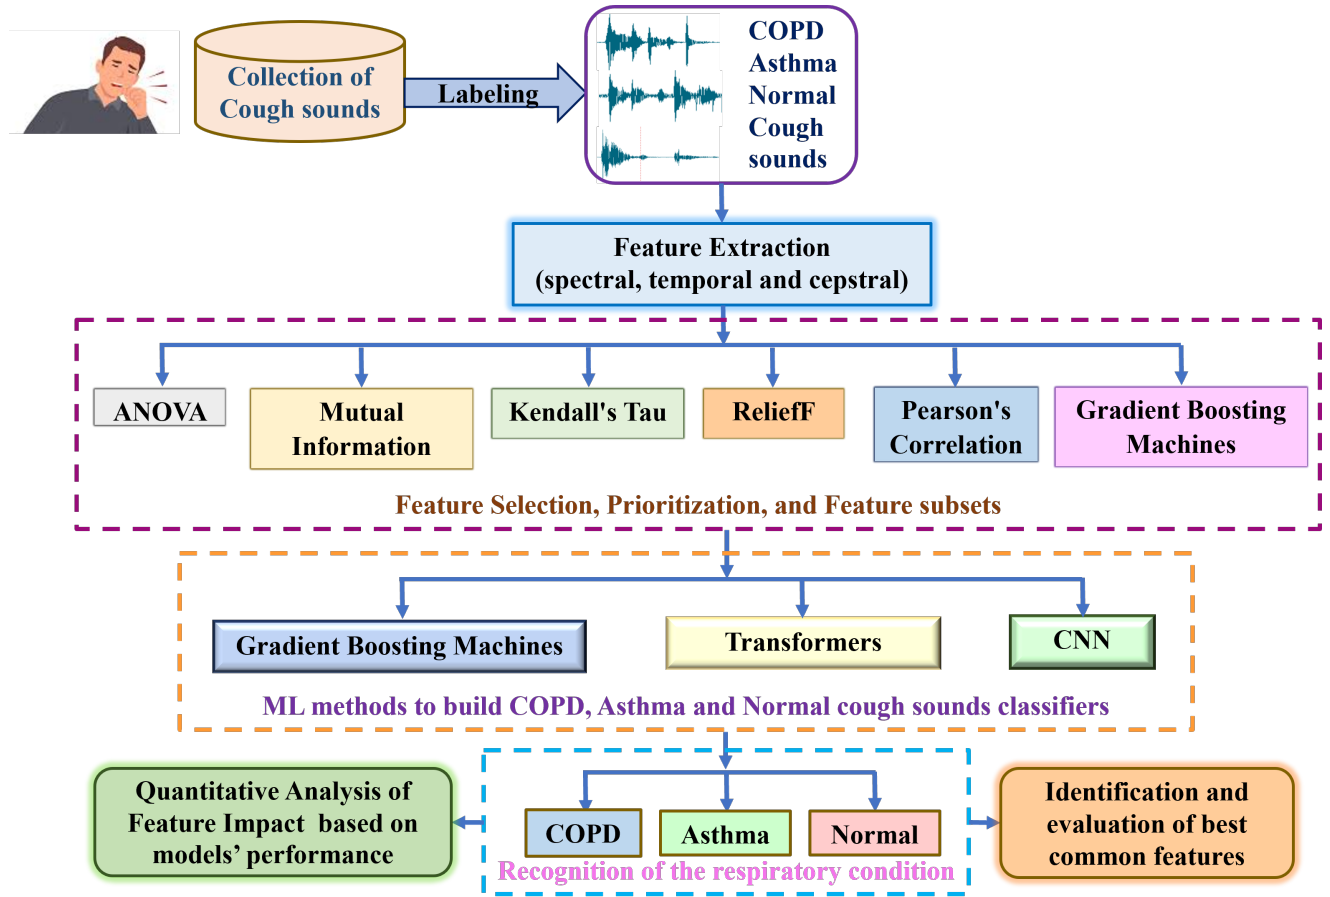 Collection of
Cough sounds
Labeling
COPD
Asthma
Normal
Cough
sounds
Feature Extraction
(spectral, temporal and cepstral)
ANOVA
Mutual
Information
Kendall's Tau
ReliefF
Pearson's
Correlation
Gradient Boosting
Machines
Feature Selection, Prioritization, and Feature subsets
Gradient Boosting Machines
Transformers
CNN
ML methods to build COPD, Asthma and Normal cough sounds classifiers
Quantitative Analysis of
Feature Impact based on
models’ performance
COPD
Asthma
Normal
Recognition of the respiratory condition
Identification and
evaluation of best
common features